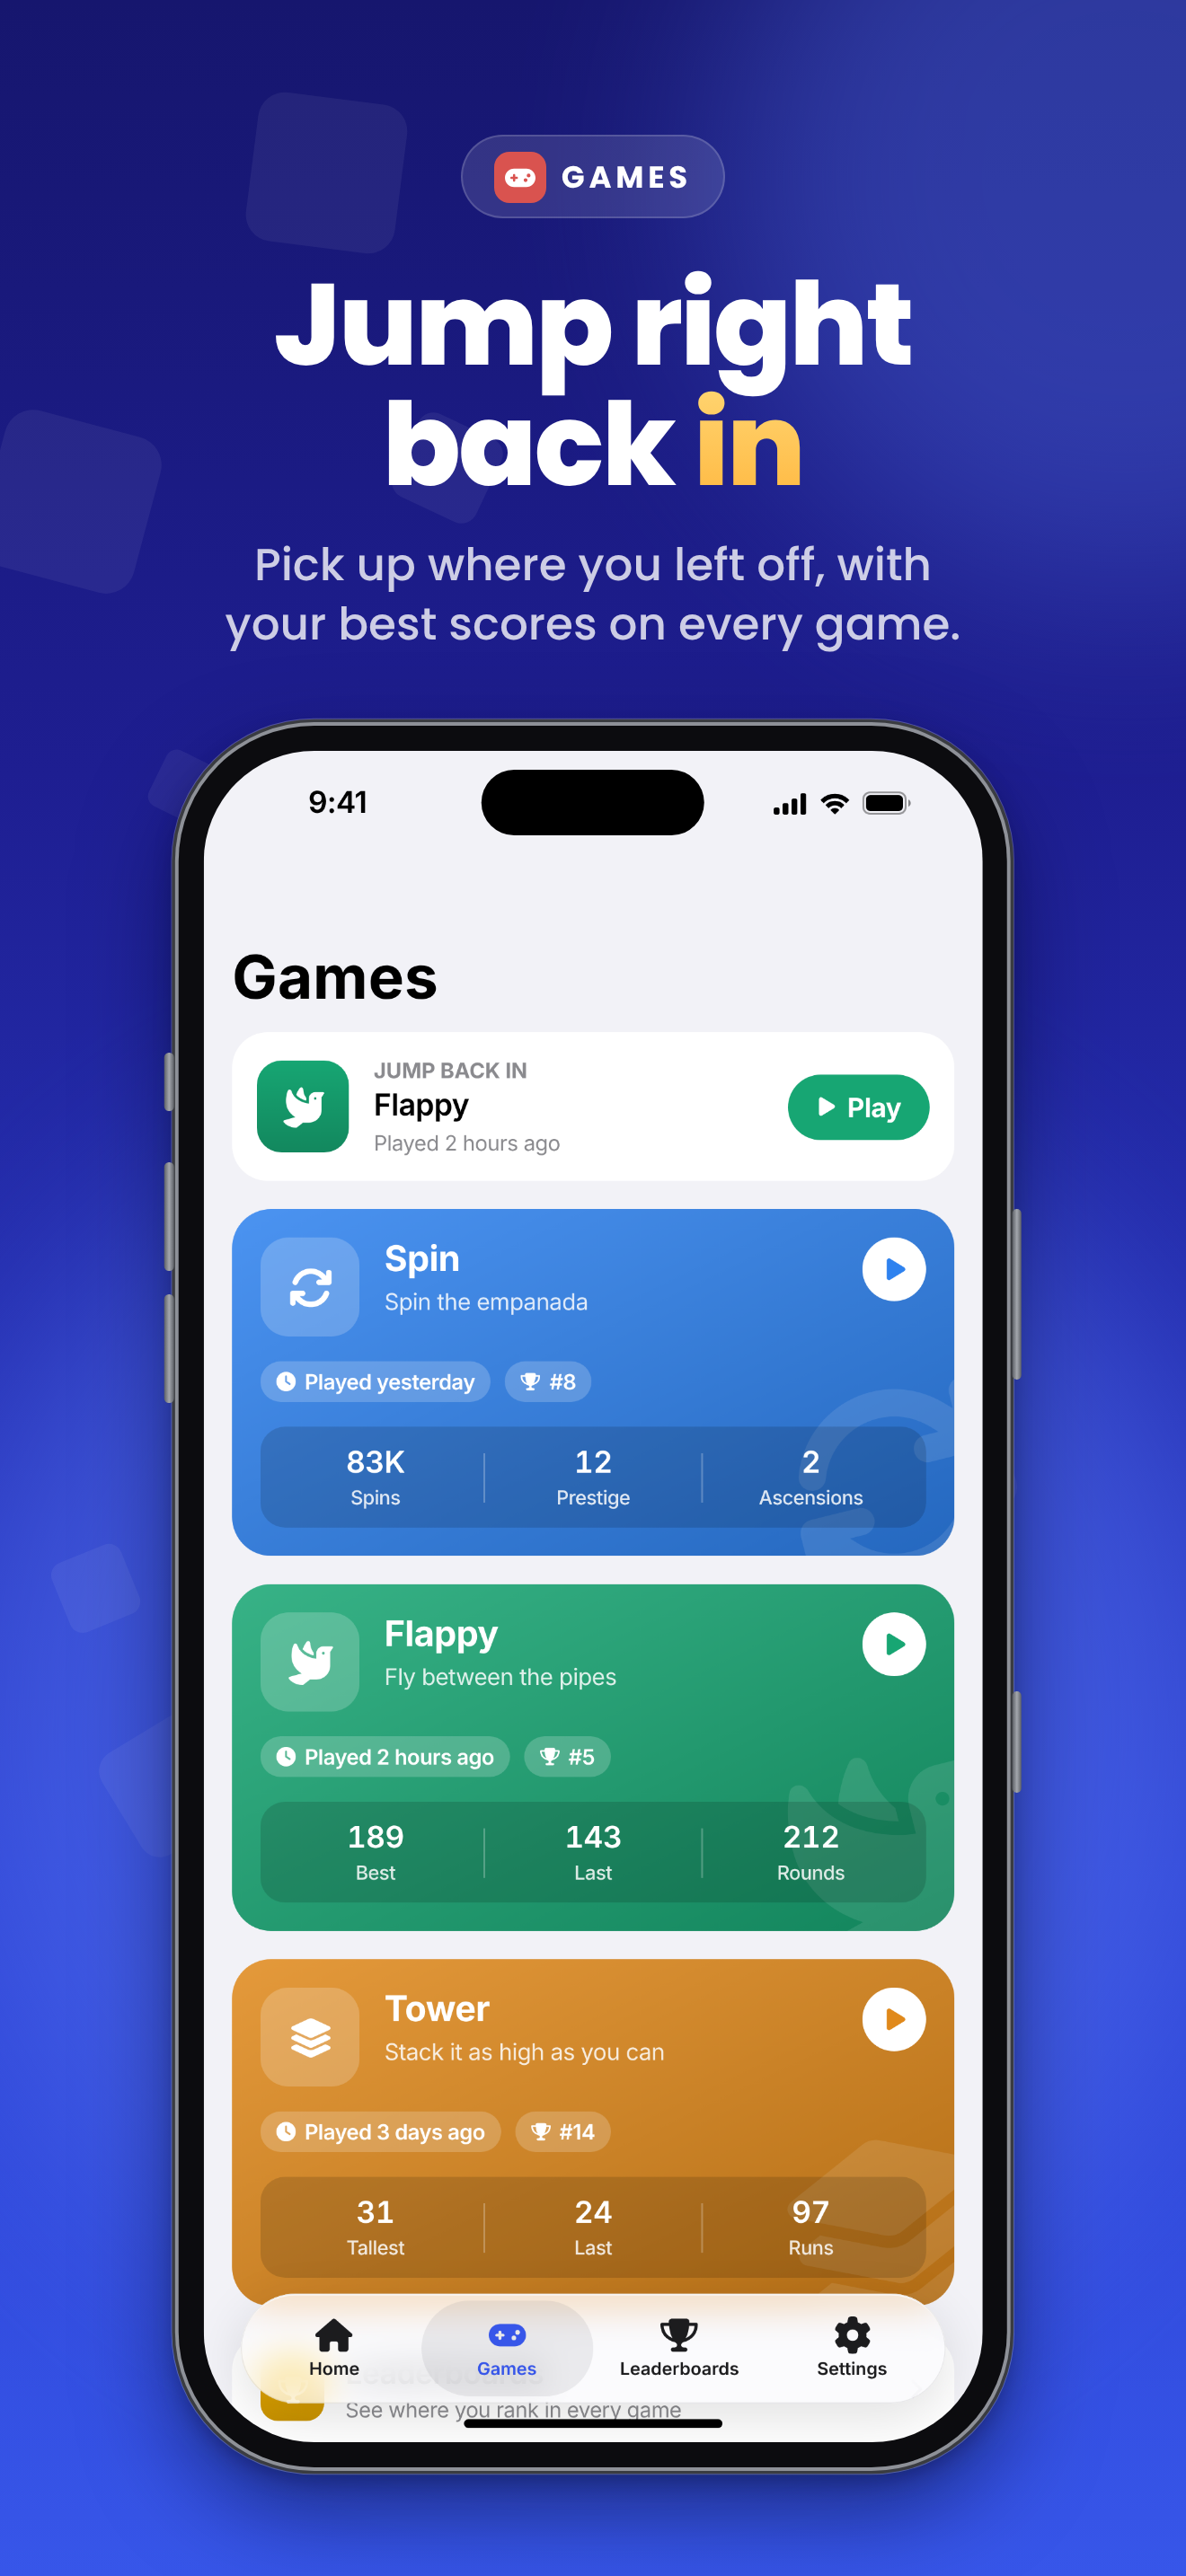 GAMES
Jump right
back in
Pick up where you left off, with
your best scores on every game.
9:41
Games
JUMP BACK IN
Flappy
Played 2 hours ago
Play
Spin
Spin the empanada
Played yesterday
#8
83K
12
2
Spins
Prestige
Ascensions
Flappy
Fly between the pipes
Played 2 hours ago
#5
189
143
212
Best
Last
Rounds
Tower
Stack it as high as you can
Played 3 days ago
#14
31
24
97
Tallest
Last
Runs
Leaderboards
Home
Games
Leaderboards
Settings
See where you rank in every game